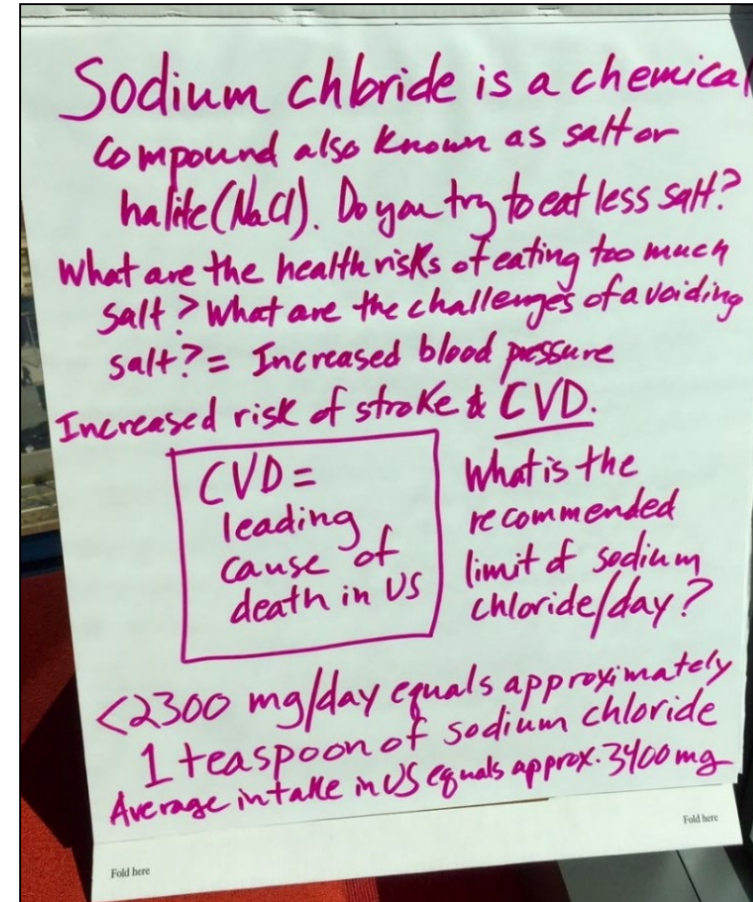 Sodium chloride is a chemical
compound also known as salt or
halite (NaCl). Do you try to eat less salt?
What are the health risks of eating too much
salt? What are the challenges of avoiding
salt? = Increased blood pressure
Increased risk of stroke & CVD.
CVD =
leading
cause of
death in US
What is the
recommended
limit of sodium
chloride/day?
<2300 mg/day equals approximately
1 teaspoon of sodium chloride
Average intake in US equals approx. 3400 mg
Fold here
Fold here